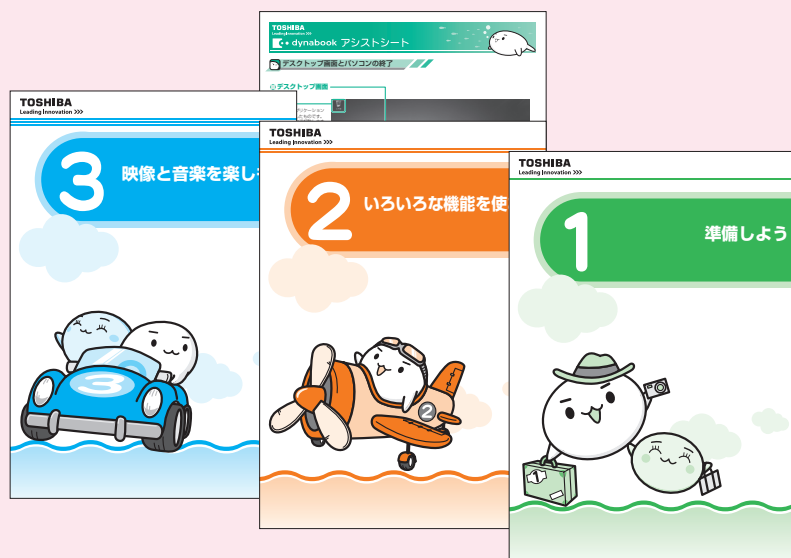 TOSHIBA
Leading Innovation >>>
dynabook アシストシート
デスクトップ画面とパソコンの終了
デスクトップ画面
TOSHIBA
Leading Innovation >>>
3
映像と音楽を楽し
3
TOSHIBA
Leading Innovation >>>
2
いろいろな機能を使
2
TOSHIBA
Leading Innovation >>>
1
準備しよう
1